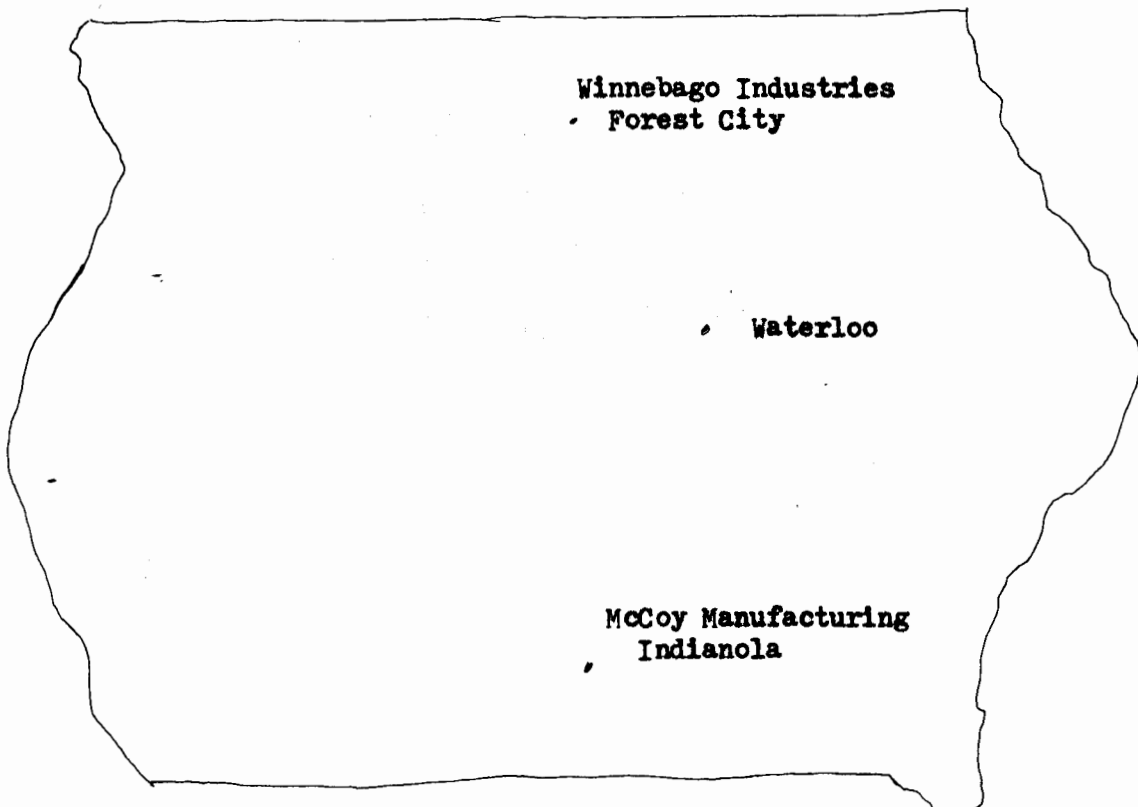 Winnebago Industries
Forest City
Waterloo
McCoy Manufacturing
Indianola